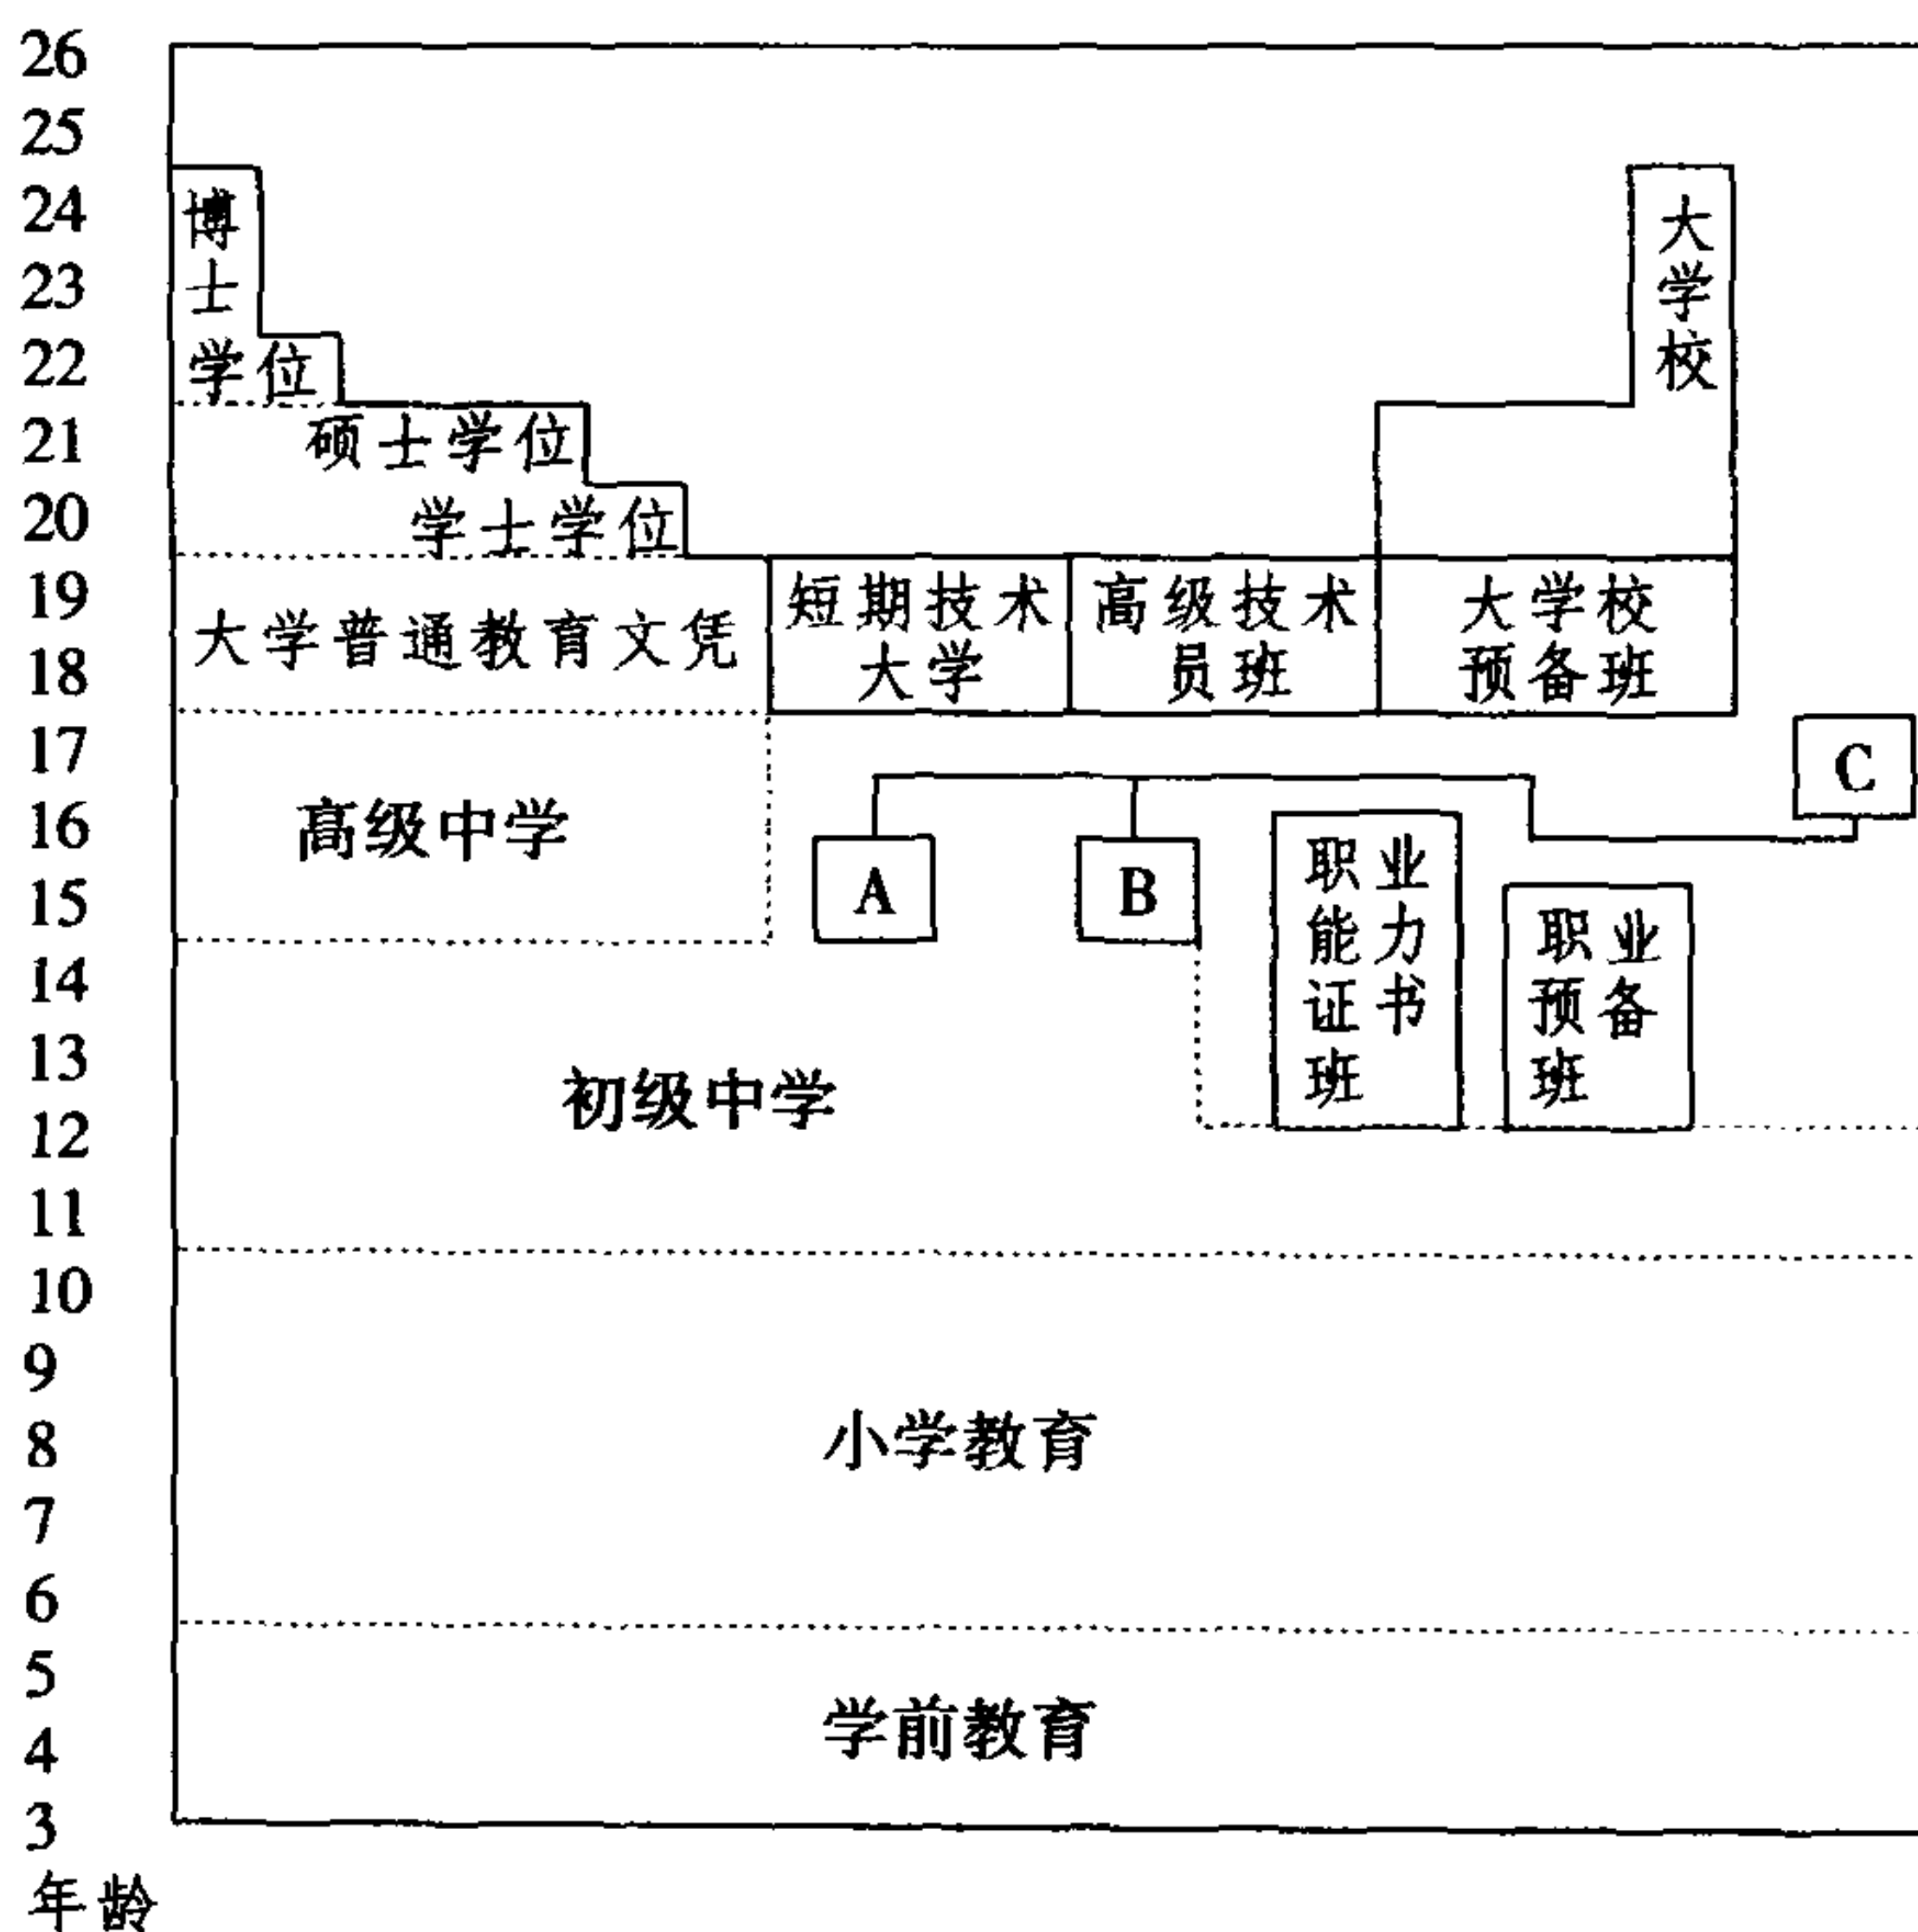 26
25
24
23
22
21
20
19
18
17
16
15
14
13
12
11
10
9
8
7
6
5
4
3
年龄
博
士
学位
硕士学位
学士学位
大学普通教育文凭
短期技术
大学
高级技术
员班
大学校
预备班
大
学
校
高级中学
A
B
C
职业
能力
证书
班
职业
预备
班
初级中学
小学教育
学前教育